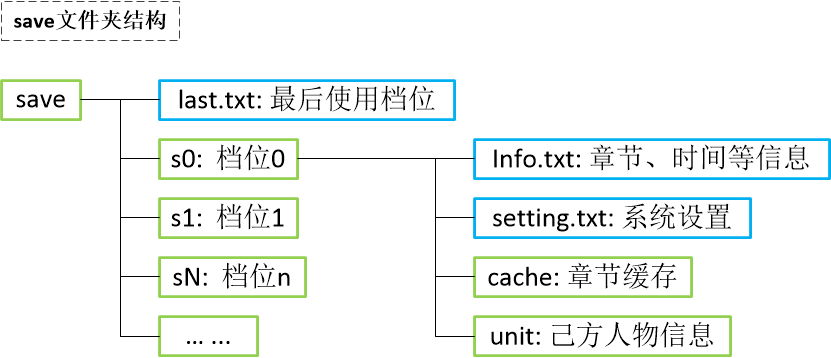 save文件夹结构
save
last.txt: 最后使用档位
s0: 档位0
Info.txt: 章节、时间等信息
s1: 档位1
setting.txt: 系统设置
sN: 档位n
cache: 章节缓存
... ...
unit: 己方人物信息